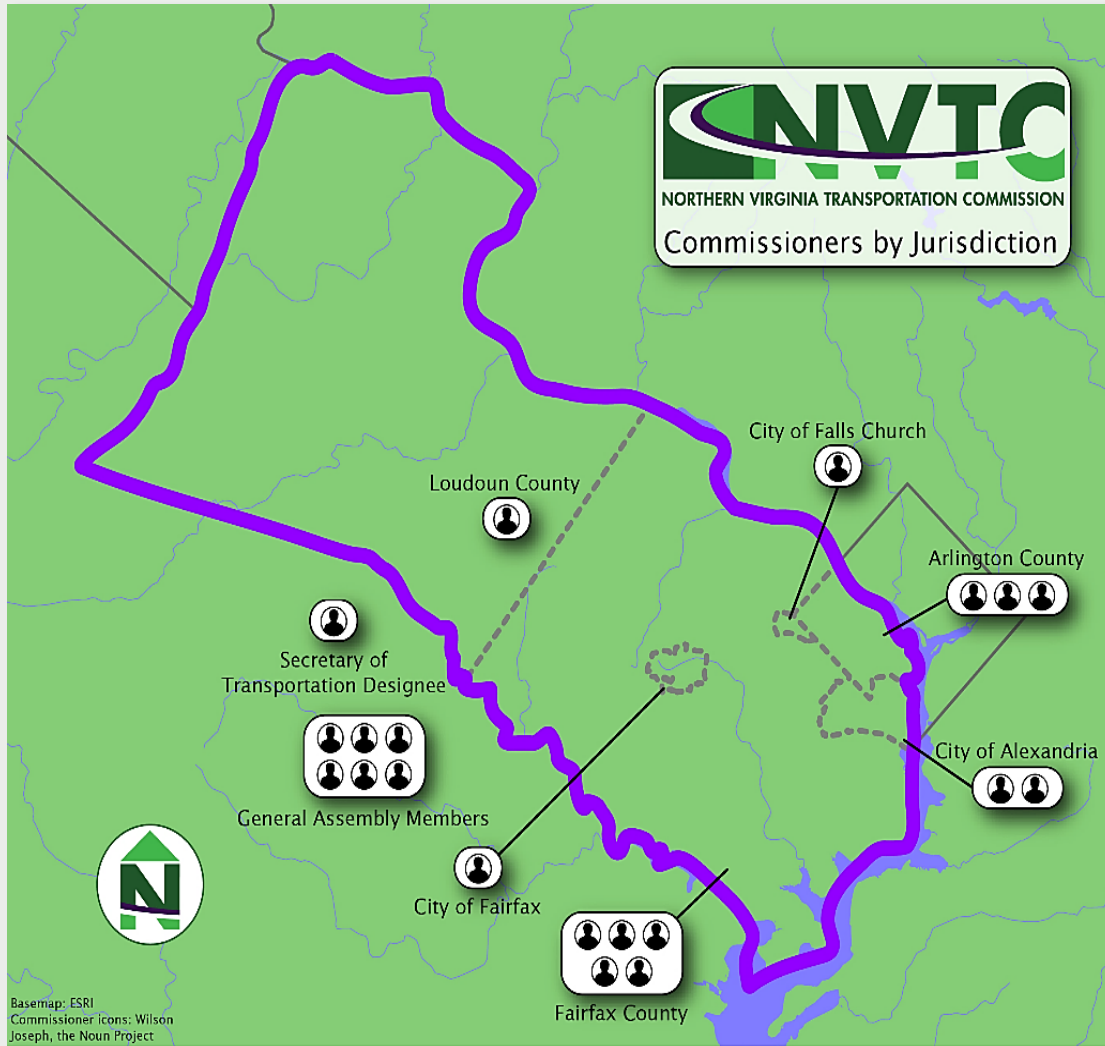 NVTC
NORTHERN VIRGINIA TRANSPORTATION COMMISSION
Commissioners by Jurisdiction
City of Falls Church
Loudoun County
Arlington County
Secretary of
Transportation Designee
City of Alexandria
General Assembly Members
N
City of Fairfax
Fairfax County
Basemap: ESRI
Commissioner icons: Wilson
Joseph, the Noun Project